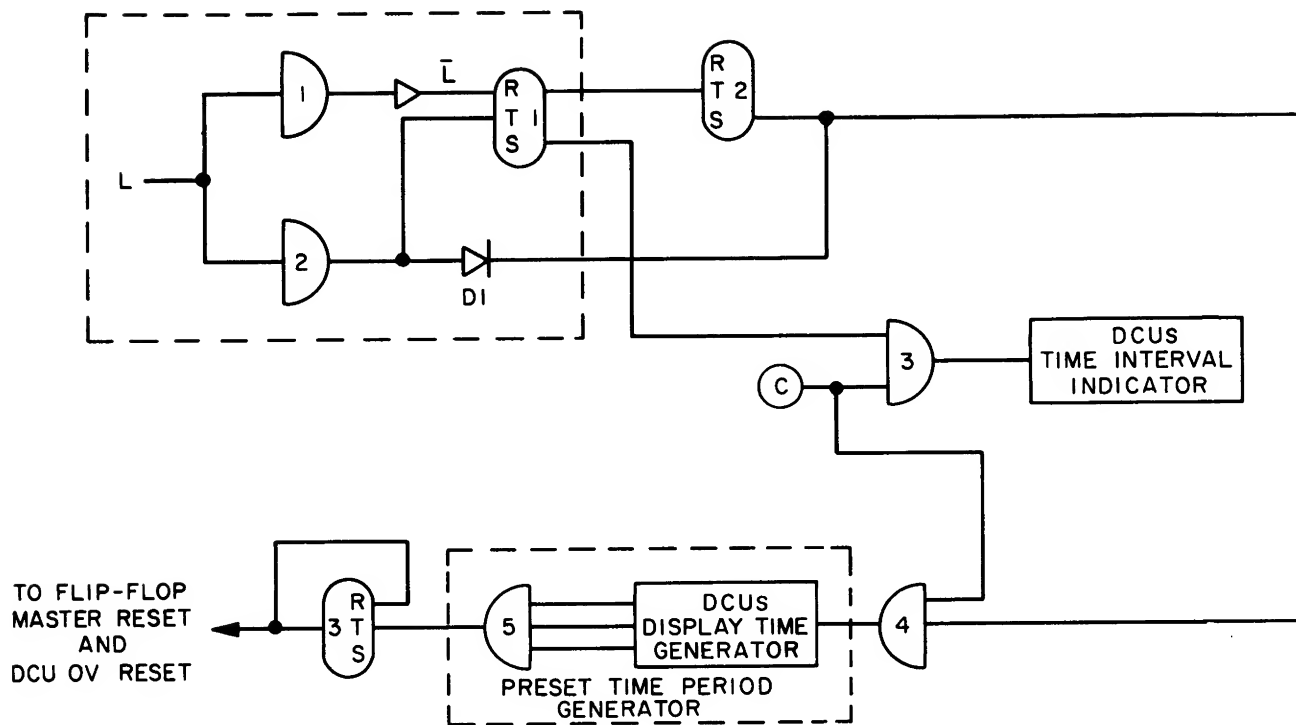 1
L̄
R
T 1
S
R
T 2
S
L
2
D1
3
DCUs
TIME INTERVAL
INDICATOR
C
TO FLIP-FLOP
MASTER RESET
AND
DCU OV RESET
R
3 T
S
5
DCUs
DISPLAY TIME
GENERATOR
4
PRESET TIME PERIOD
GENERATOR